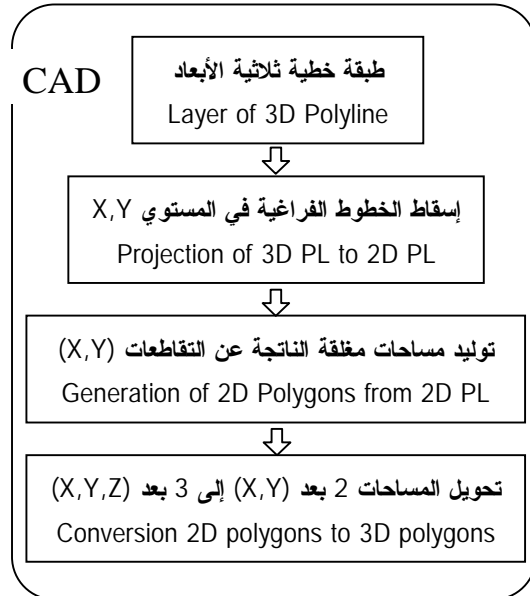 CAD
طبقة خطية ثلاثية الأبعاد
Layer of 3D Polyline
إسقاط الخطوط الفراغية في المستوي X,Y
Projection of 3D PL to 2D PL
توليد مساحات مغلقة الناتجة عن التقاطعات (X,Y)
Generation of 2D Polygons from 2D PL
تحويل المساحات 2 بعد (X,Y) إلى 3 بعد (X,Y,Z)
Conversion 2D polygons to 3D polygons